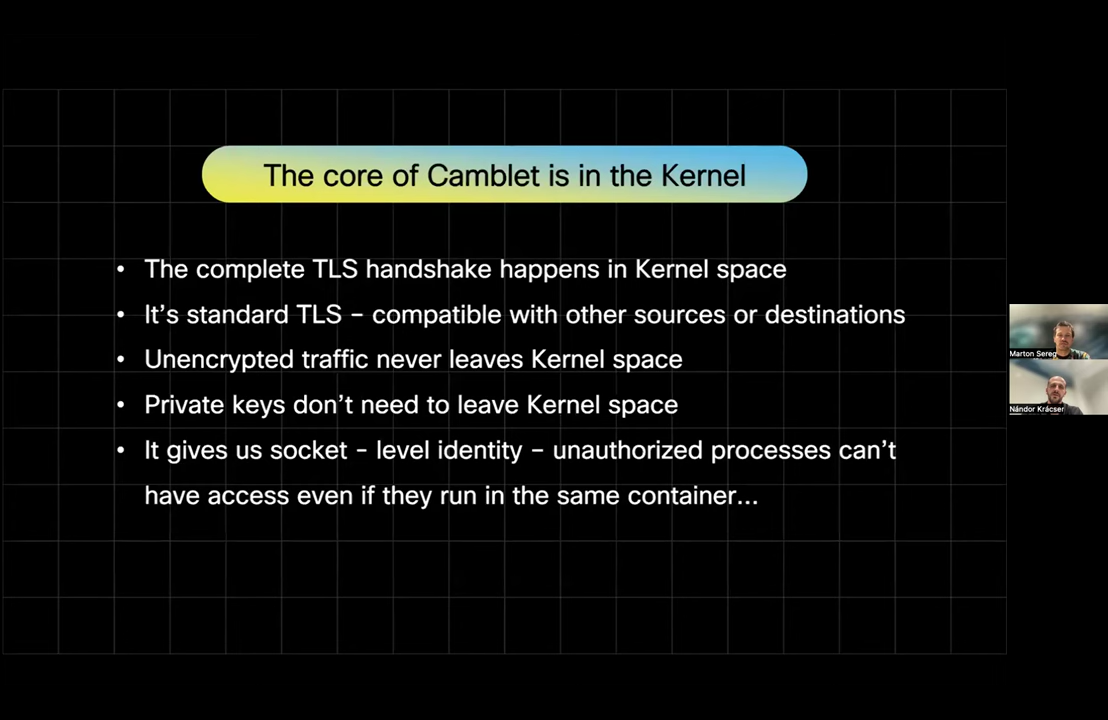 The core of Camblet is in the Kernel
• The complete TLS handshake happens in Kernel space
• It's standard TLS – compatible with other sources or destinations
• Unencrypted traffic never leaves Kernel space
• Private keys don't need to leave Kernel space
• It gives us socket - level identity – unauthorized processes can't
have access even if they run in the same container...
Marton Sereg
Nándor Krácser